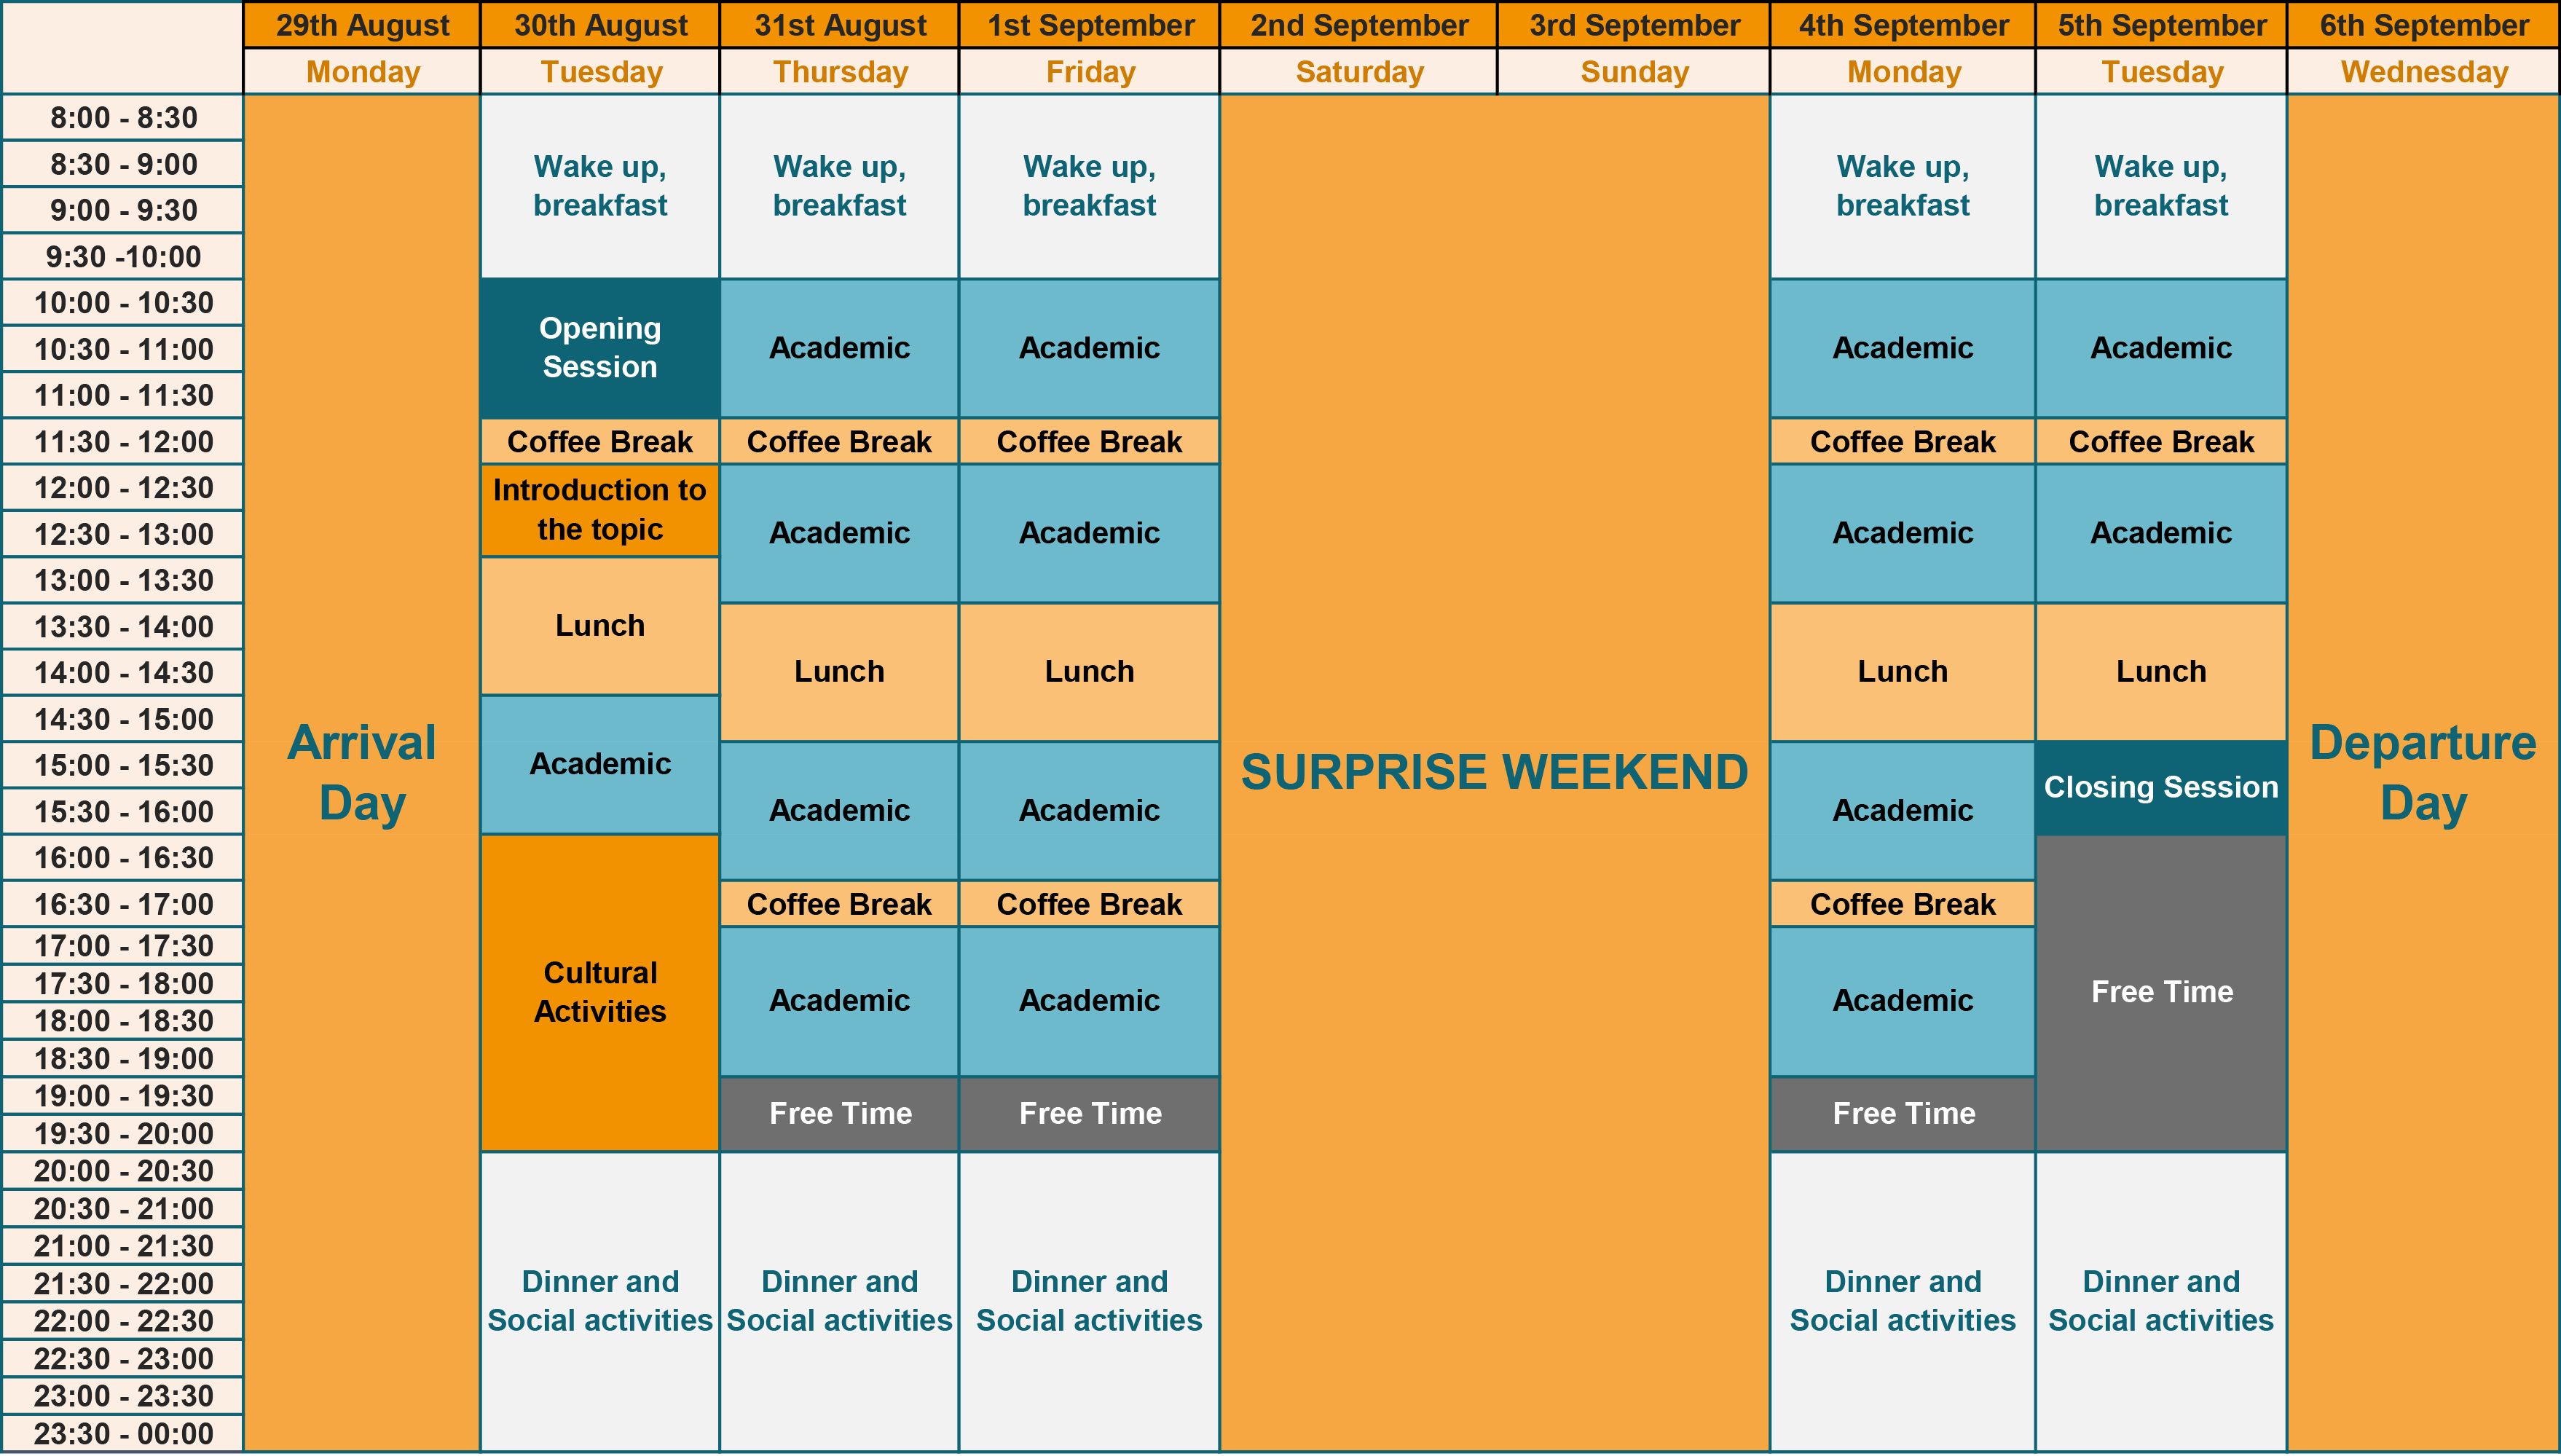 29th August 30th August 31st August 1st September 2nd September 3rd September 4th September 5th September 6th September
Monday Tuesday Thursday Friday Saturday Sunday Monday Tuesday Wednesday
8:00 - 8:30
8:30 - 9:00
Wake up, Wake up, Wake up, Wake up, Wake up,
breakfast breakfast breakfast breakfast breakfast
9:00 - 9:30
9:30 -10:00
10:00 - 10:30
Opening
10:30 - 11:00 Academic Academic Academic Academic
Session
11:00 - 11:30
11:30 - 12:00 Coffee Break Coffee Break Coffee Break Coffee Break Coffee Break
12:00 - 12:30 Introduction to
12:30 - 13:00 the topic Academic Academic Academic Academic
13:00 - 13:30
13:30 - 14:00 Lunch
14:00 - 14:30 Lunch Lunch Lunch Lunch
14:30 - 15:00
Arrival Departure
15:00 - 15:30 Academic SURPRISE WEEKEND
Closing Session
Day Day
15:30 - 16:00 Academic Academic Academic
16:00 - 16:30
16:30 - 17:00 Coffee Break Coffee Break Coffee Break
17:00 - 17:30
Cultural
17:30 - 18:00 Academic Academic Academic Free Time
Activities
18:00 - 18:30
18:30 - 19:00
19:00 - 19:30
Free Time Free Time Free Time
19:30 - 20:00
20:00 - 20:30
20:30 - 21:00
21:00 - 21:30
21:30 - 22:00 Dinner and Dinner and Dinner and Dinner and Dinner and
22:00 - 22:30 Social activities Social activities Social activities Social activities Social activities
22:30 - 23:00
23:00 - 23:30
23:30 - 00:00